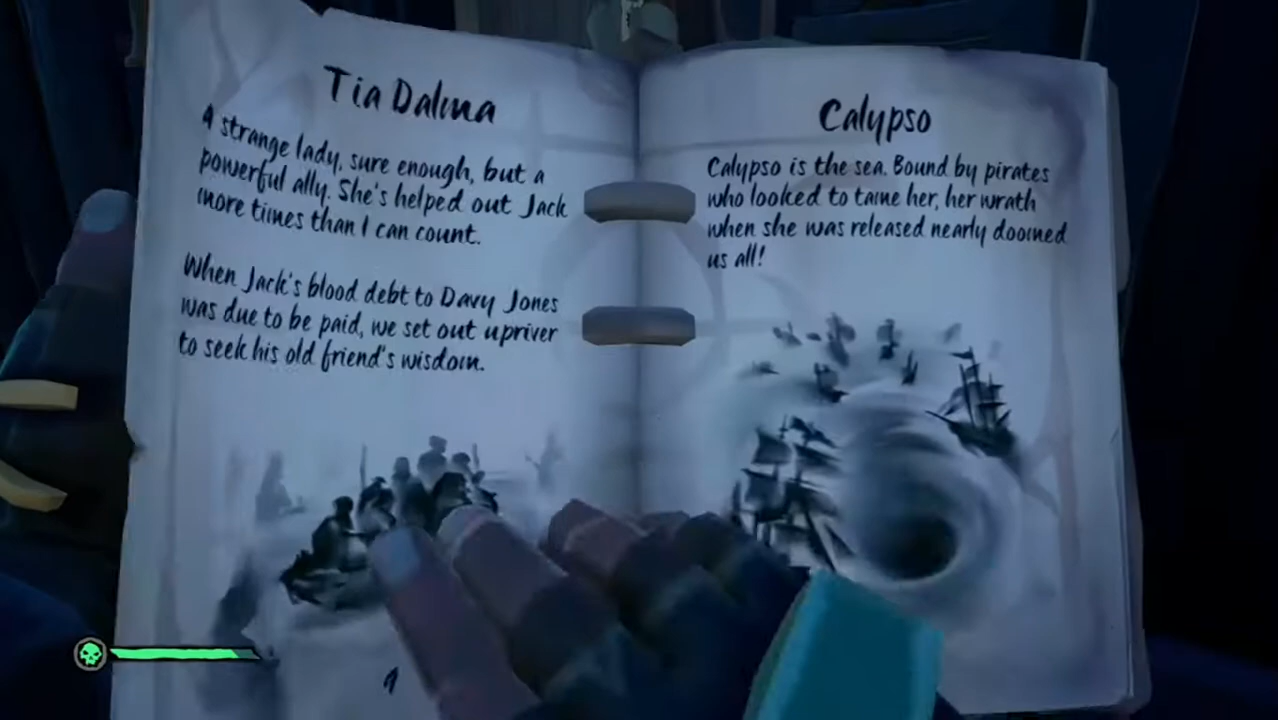 Tia Dalma
A strange lady, sure enough, but a
powerful ally. She's helped out Jack
more times than I can count.
When Jack's blood debt to Davy Jones
was due to be paid, we set out upriver
to seek his old friend's wisdom.
1
Calypso
Calypso is the sea. Bound by pirates
who looked to tame her, her wrath
when she was released nearly doomed
us all!